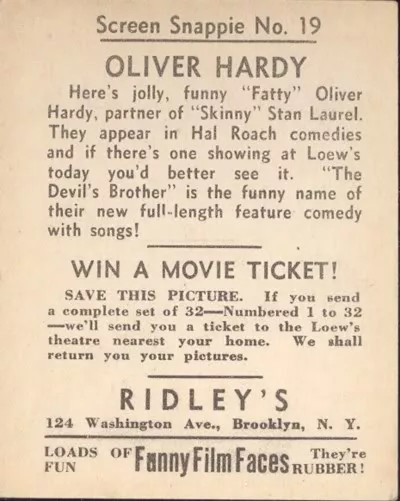 Screen Snappie No. 19
OLIVER HARDY
Here's jolly, funny "Fatty" Oliver
Hardy, partner of "Skinny" Stan Laurel.
They appear in Hal Roach comedies
and if there's one showing at Loew's
today you'd better see it. "The
Devil's Brother" is the funny name of
their new full-length feature comedy
with songs!
WIN A MOVIE TICKET!
SAVE THIS PICTURE. If you send
a complete set of 32—Numbered 1 to 32
—we'll send you a ticket to the Loew's
theatre nearest your home. We shall
return you your pictures.
RIDLEY'S
124 Washington Ave., Brooklyn, N. Y.
LOADS OF FUN Funny Film Faces They're RUBBER!